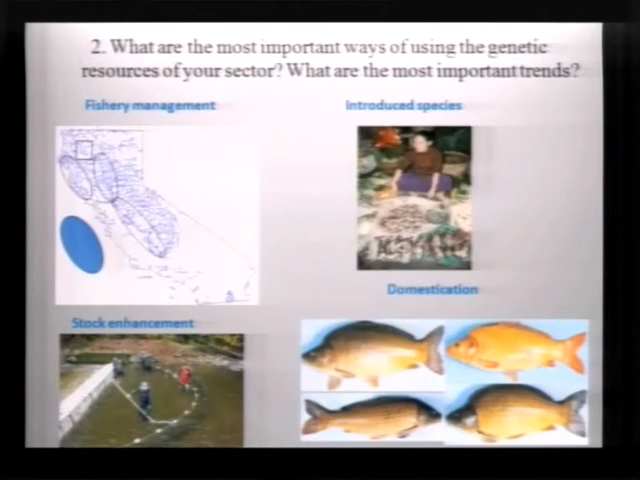 2. What are the most important ways of using the genetic
resources of your sector? What are the most important trends?
Fishery management
Introduced species
Domestication
Stock enhancement